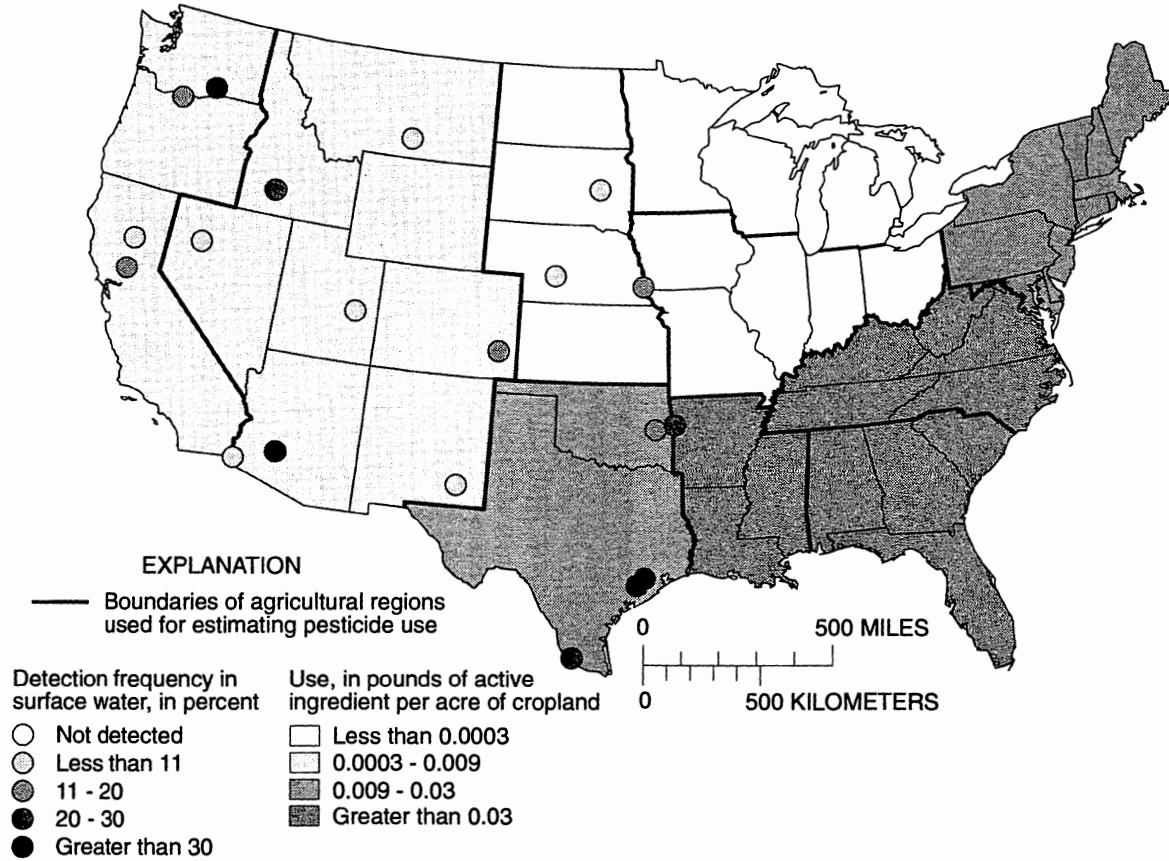 EXPLANATION
Boundaries of agricultural regions
used for estimating pesticide use
0 500 MILES
0 500 KILOMETERS
Detection frequency in
surface water, in percent
Not detected
Less than 11
11 - 20
20 - 30
Greater than 30
Use, in pounds of active
ingredient per acre of cropland
Less than 0.0003
0.0003 - 0.009
0.009 - 0.03
Greater than 0.03